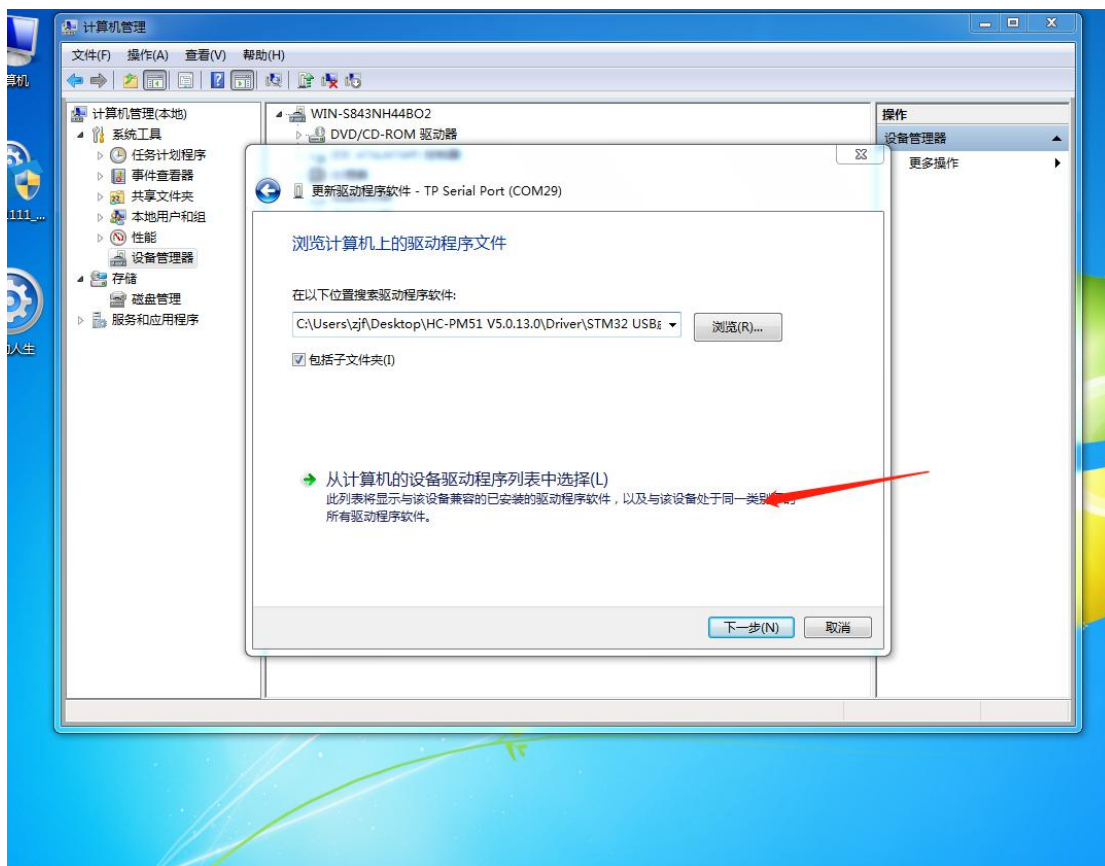 计算机管理
文件(F) 操作(A) 查看(V) 帮助(H)
算机
111_...
人生
计算机管理(本地)
系统工具
任务计划程序
事件查看器
共享文件夹
本地用户和组
性能
设备管理器
存储
磁盘管理
服务和应用程序
WIN-S843NH44BO2
DVD/CD-ROM 驱动器
更新驱动程序软件 - TP Serial Port (COM29)
浏览计算机上的驱动程序文件
在以下位置搜索驱动程序软件:
C:\Users\zjf\Desktop\HC-PM51 V5.0.13.0\Driver\STM32 USB
浏览(R)...
包括子文件夹(I)
从计算机的设备驱动程序列表中选择(L)
此列表将显示与该设备兼容的已安装的驱动程序软件，以及与该设备处于同一类别
所有驱动程序软件。
下一步(N) 取消
操作
设备管理器
更多操作